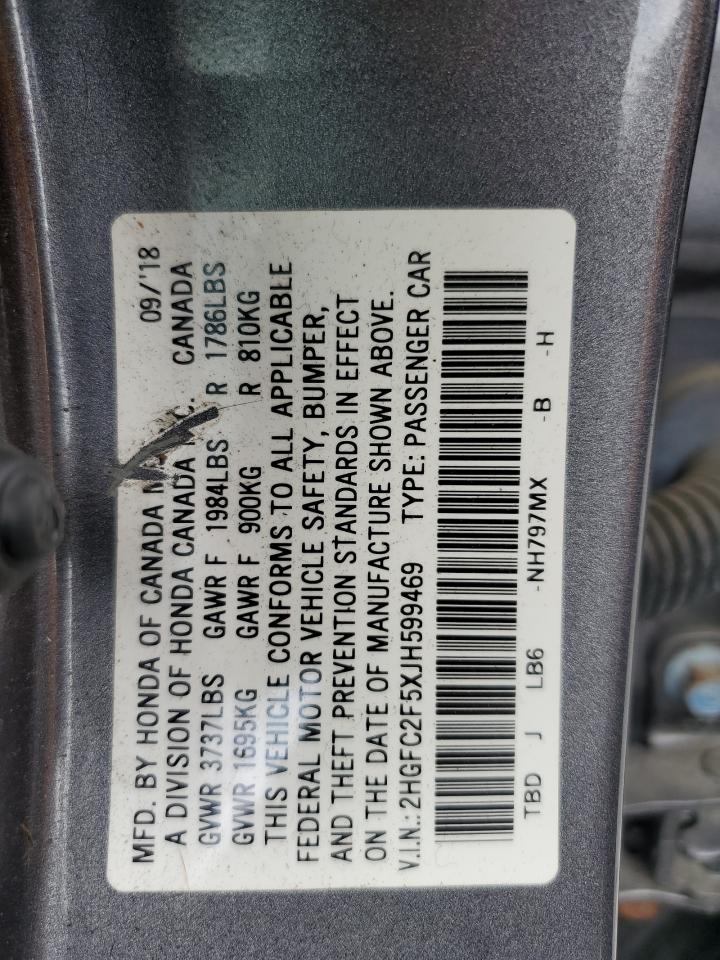 MFD. BY HONDA OF CANADA 09/'18
A DIVISION OF HONDA CANADA CANADA
GVWR 3737LBS GAWR F 1984LBS R 1786LBS
GVWR 1695KG GAWR F 900KG R 810KG
THIS VEHICLE CONFORMS TO ALL APPLICABLE
FEDERAL MOTOR VEHICLE SAFETY, BUMPER,
AND THEFT PREVENTION STANDARDS IN EFFECT
ON THE DATE OF MANUFACTURE SHOWN ABOVE.
V.I.N.: 2HGFC2F5XJH599469 TYPE: PASSENGER CAR
TBD J LB6 -NH797MX -B -H